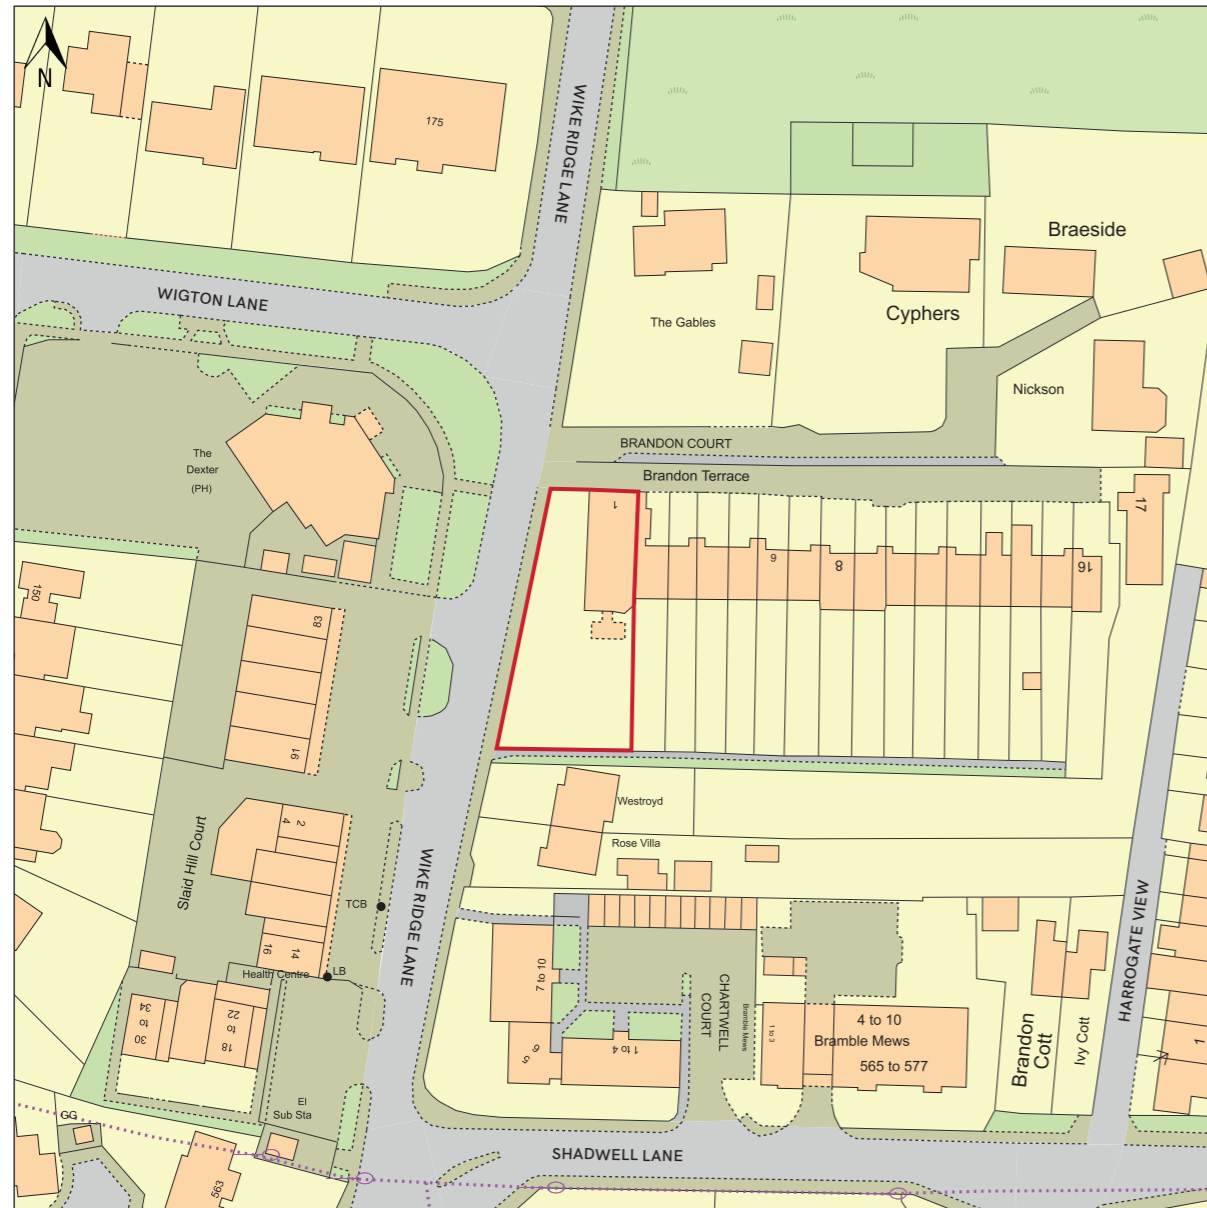 N
175
WIKE RIDGE LANE
WIGTON LANE
Braeside
Cyphers
The Gables
Nickson
The
Dexter
(PH)
BRANDON COURT
Brandon Terrace
1
17
6
8
16
150
83
91
Westroyd
Rose Villa
Slaid Hill Court
2
4
TCB
WIKE RIDGE LANE
16
14
Health Centre
LB
34
to
30
22
to
18
7 to 10
5
6
1 to 4
CHARTWELL
COURT
Bramble Mews
1 to 3
4 to 10
Bramble Mews
565 to 577
Brandon
Cott
Ivy Cott
HARROGATE VIEW
1
El
Sub Sta
GG
563
SHADWELL LANE